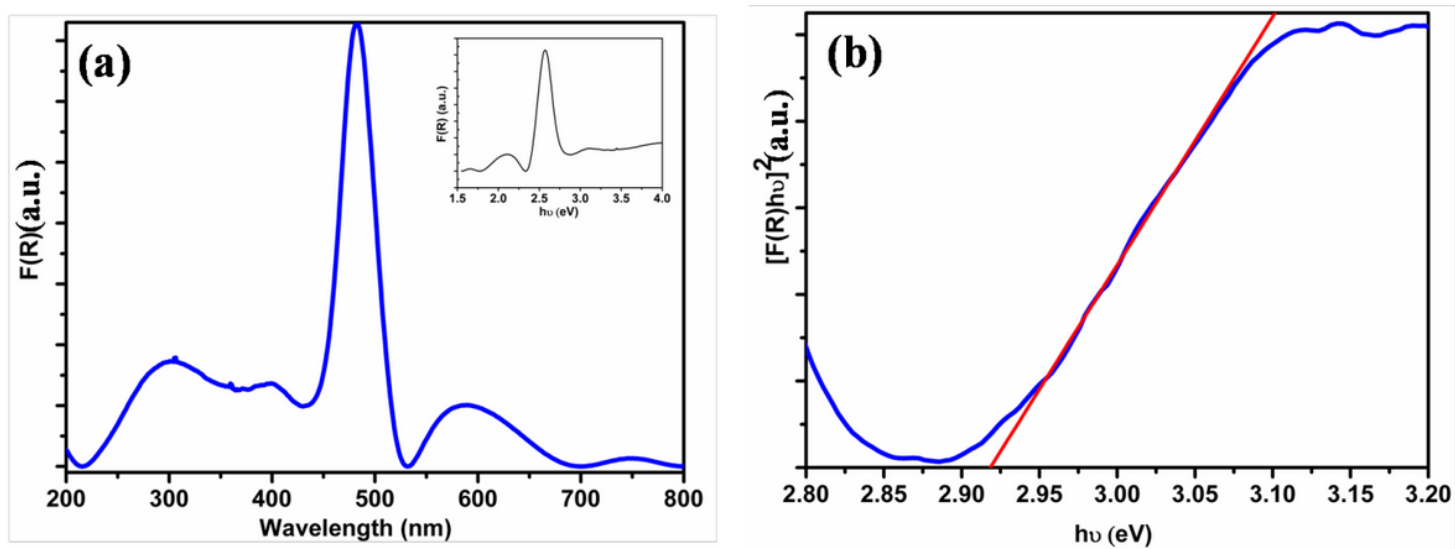 (a)
F(R)(a.u.)
200 300 400 500 600 700 800
Wavelength (nm)
F(R) (a.u.)
1.5 2.0 2.5 3.0 3.5 4.0
hυ (eV)
(b)
[F(R)hυ]²(a.u.)
2.80 2.85 2.90 2.95 3.00 3.05 3.10 3.15 3.20
hυ (eV)